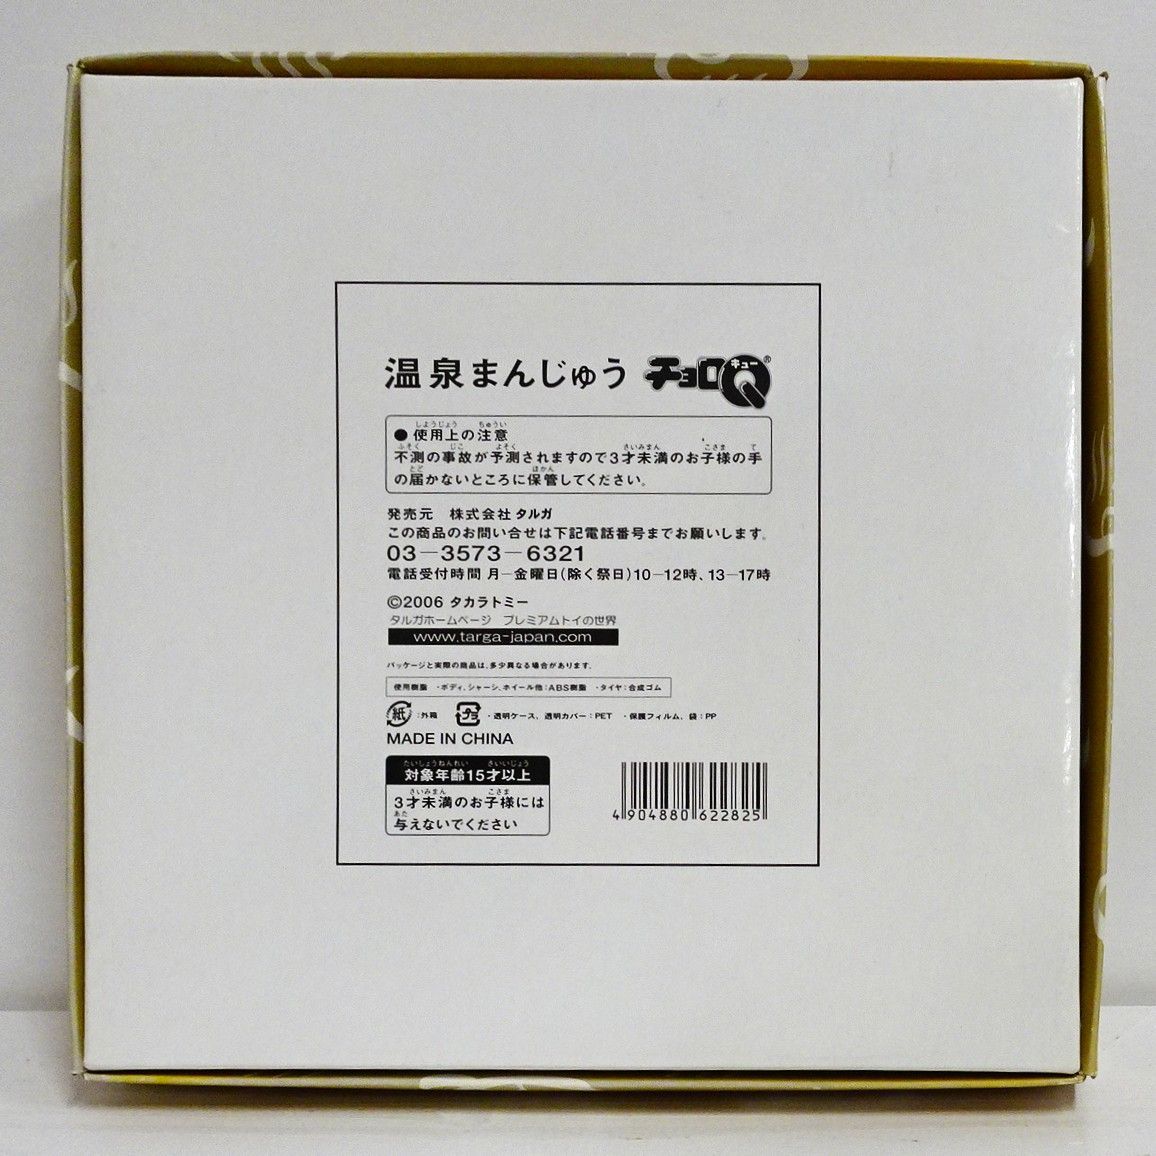 温泉まんじゅう チョロQ キュー ®
しようじょう ちゅうい
●使用上の注意
ふそく じこ よそく さいみまん こさま て
不測の事故が予測されますので3才未満のお子様の手
とど ほかん
の届かないところに保管してください。
発売元 株式会社 タルガ
この商品のお問い合せは下記電話番号までお願いします。
03-3573-6321
電話受付時間 月-金曜日(除く祭日)10-12時、13-17時
©2006 タカラトミー
タルガホームページ プレミアムトイの世界
www.targa-japan.com
パッケージと実際の商品は、多少異なる場合があります。
使用樹脂 ・ボディ、シャーシ、ホイール他:ABS樹脂 ・タイヤ:合成ゴム
紙 :外箱 プラ ・透明ケース、透明カバー:PET ・保護フィルム、袋:PP
MADE IN CHINA
たいしょうねんれい さいいじょう
対象年齢15才以上
さいみまん こさま
3才未満のお子様には
あた
与えないでください
4 904880 622825